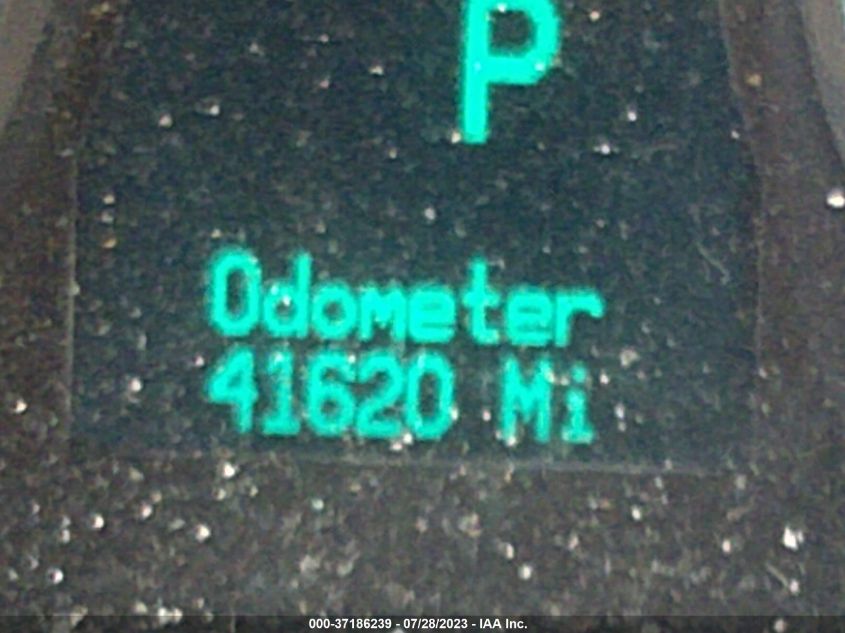 P
Odometer
41620 Mi
000-37186239 - 07/28/2023 - IAA Inc.